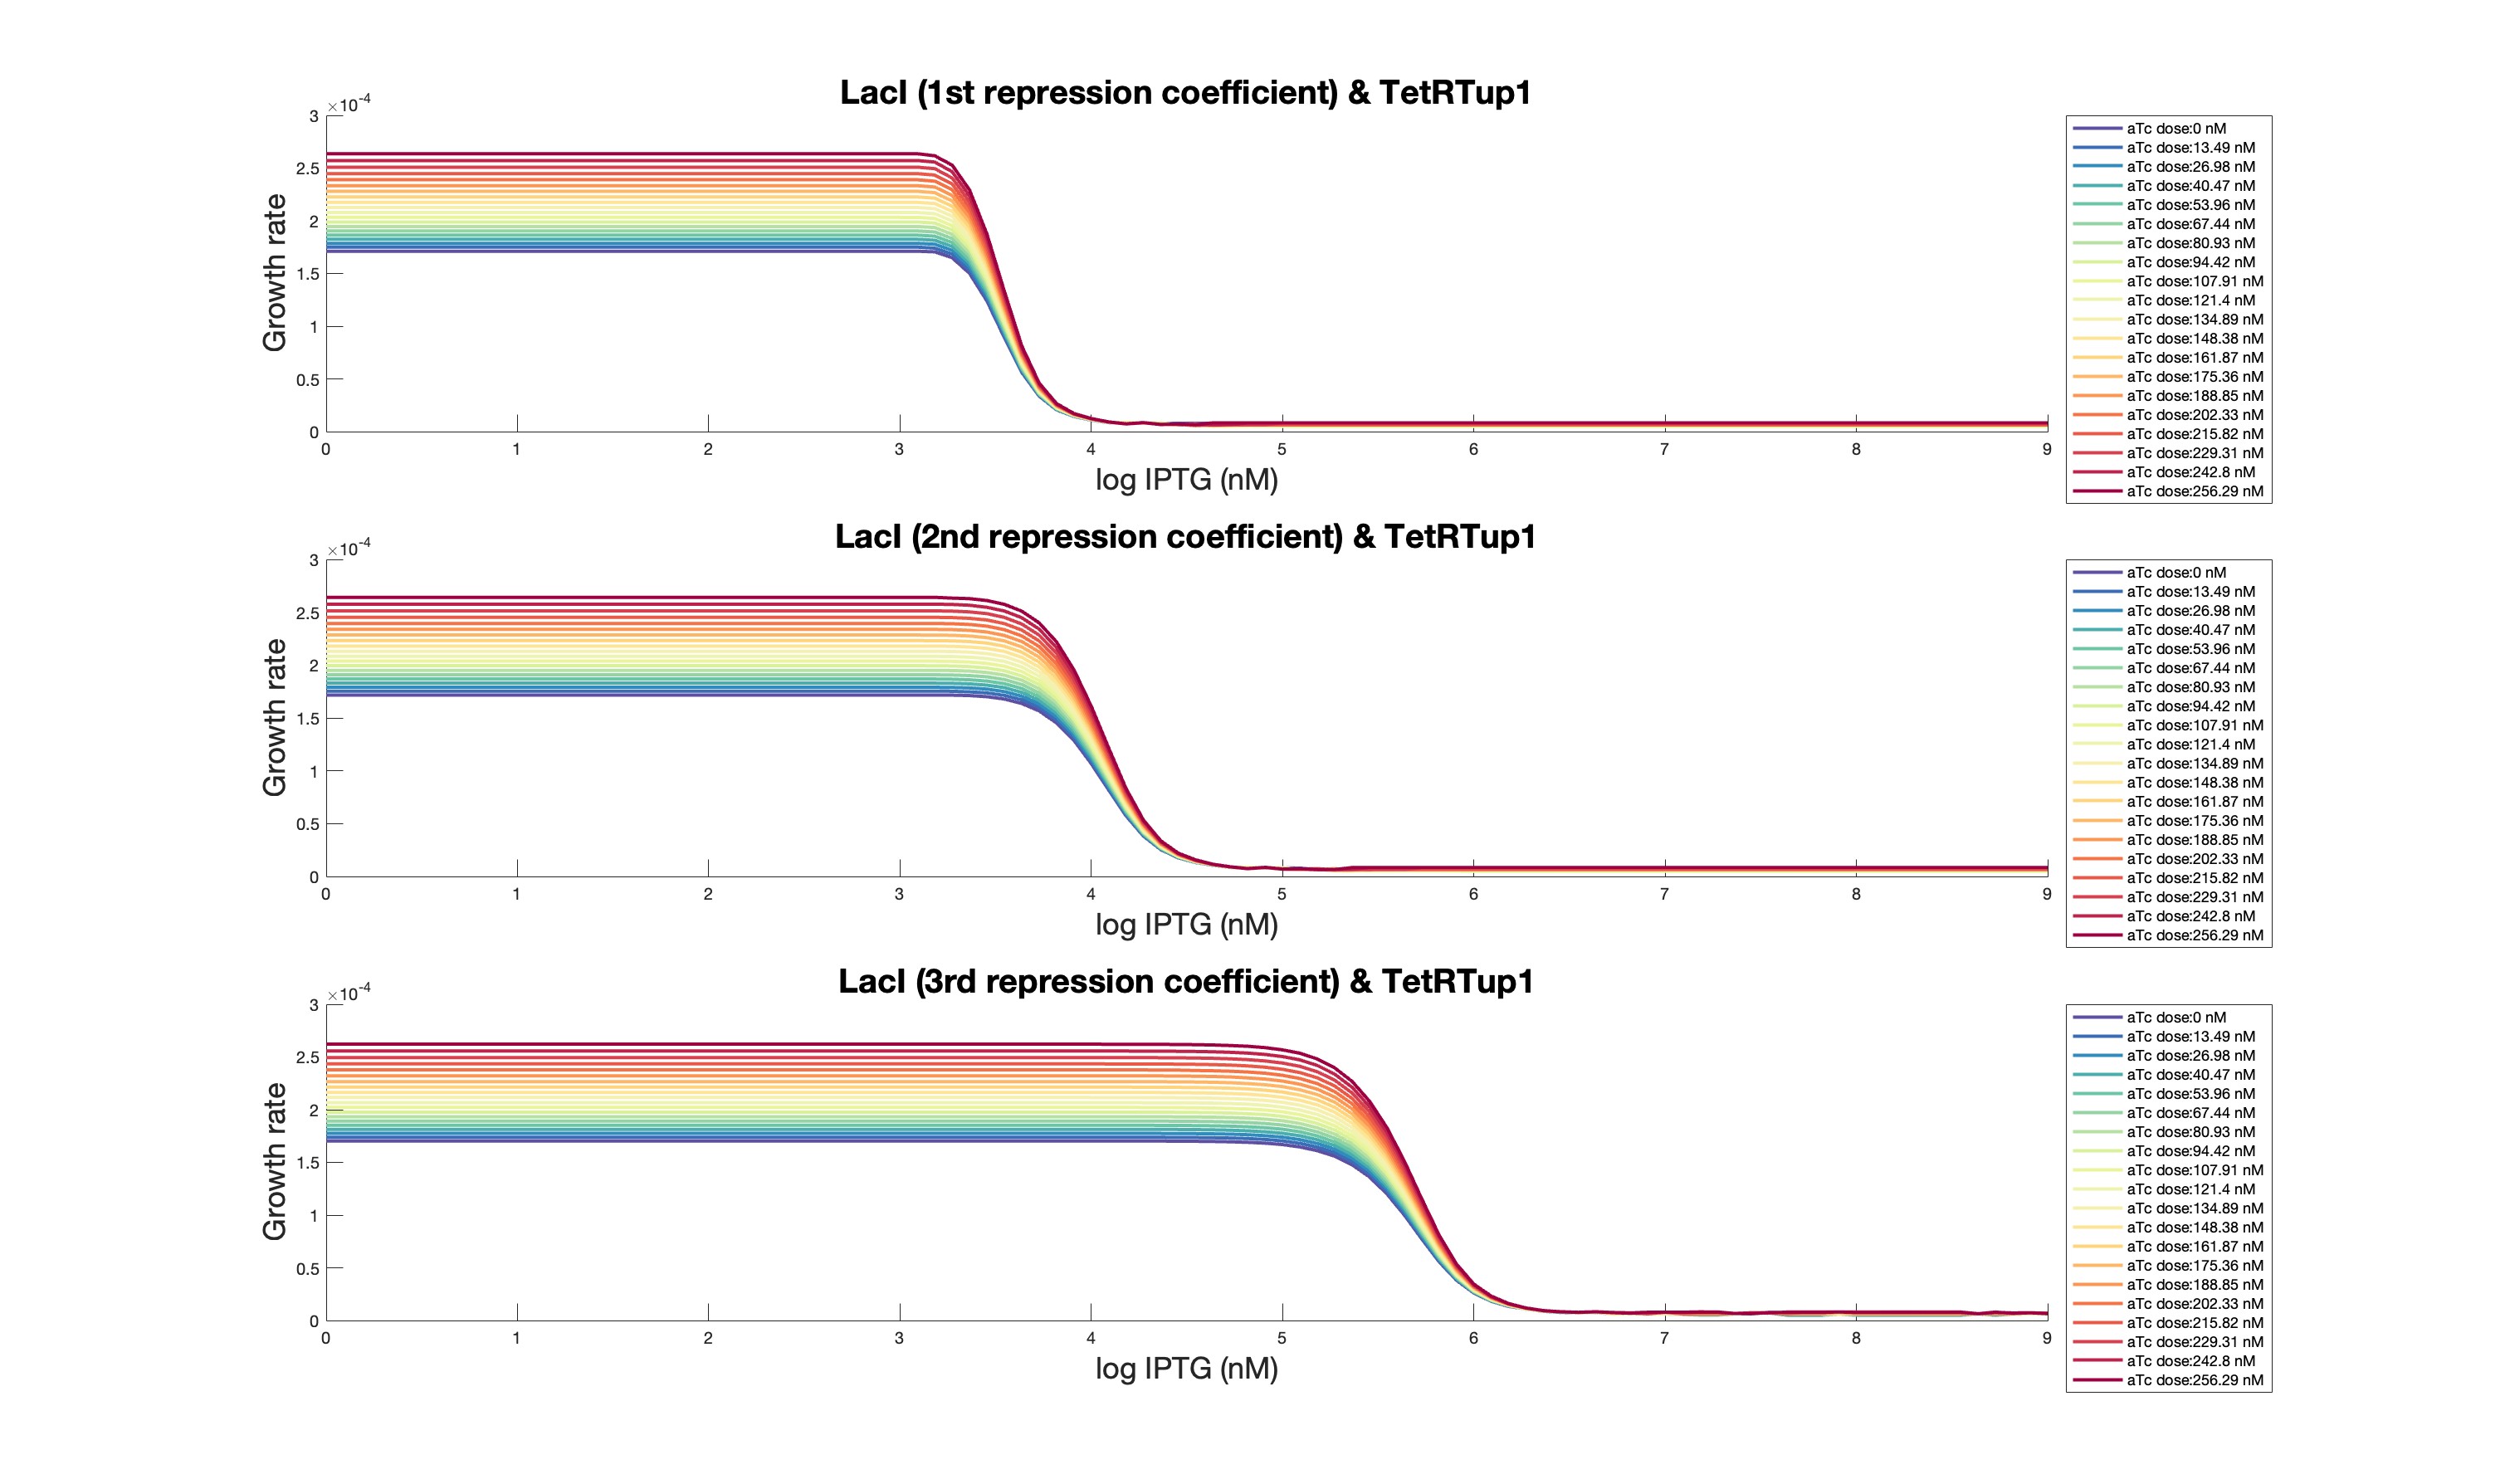 LacI (1st repression coefficient) & TetRTup1
×10-4
3
2.5
2
1.5
1
0.5
0
Growth rate
0 1 2 3 4 5 6 7 8 9
log IPTG (nM)
aTc dose:0 nM
aTc dose:13.49 nM
aTc dose:26.98 nM
aTc dose:40.47 nM
aTc dose:53.96 nM
aTc dose:67.44 nM
aTc dose:80.93 nM
aTc dose:94.42 nM
aTc dose:107.91 nM
aTc dose:121.4 nM
aTc dose:134.89 nM
aTc dose:148.38 nM
aTc dose:161.87 nM
aTc dose:175.36 nM
aTc dose:188.85 nM
aTc dose:202.33 nM
aTc dose:215.82 nM
aTc dose:229.31 nM
aTc dose:242.8 nM
aTc dose:256.29 nM
LacI (2nd repression coefficient) & TetRTup1
×10-4
3
2.5
2
1.5
1
0.5
0
Growth rate
0 1 2 3 4 5 6 7 8 9
log IPTG (nM)
aTc dose:0 nM
aTc dose:13.49 nM
aTc dose:26.98 nM
aTc dose:40.47 nM
aTc dose:53.96 nM
aTc dose:67.44 nM
aTc dose:80.93 nM
aTc dose:94.42 nM
aTc dose:107.91 nM
aTc dose:121.4 nM
aTc dose:134.89 nM
aTc dose:148.38 nM
aTc dose:161.87 nM
aTc dose:175.36 nM
aTc dose:188.85 nM
aTc dose:202.33 nM
aTc dose:215.82 nM
aTc dose:229.31 nM
aTc dose:242.8 nM
aTc dose:256.29 nM
LacI (3rd repression coefficient) & TetRTup1
×10-4
3
2.5
2
1.5
1
0.5
0
Growth rate
0 1 2 3 4 5 6 7 8 9
log IPTG (nM)
aTc dose:0 nM
aTc dose:13.49 nM
aTc dose:26.98 nM
aTc dose:40.47 nM
aTc dose:53.96 nM
aTc dose:67.44 nM
aTc dose:80.93 nM
aTc dose:94.42 nM
aTc dose:107.91 nM
aTc dose:121.4 nM
aTc dose:134.89 nM
aTc dose:148.38 nM
aTc dose:161.87 nM
aTc dose:175.36 nM
aTc dose:188.85 nM
aTc dose:202.33 nM
aTc dose:215.82 nM
aTc dose:229.31 nM
aTc dose:242.8 nM
aTc dose:256.29 nM